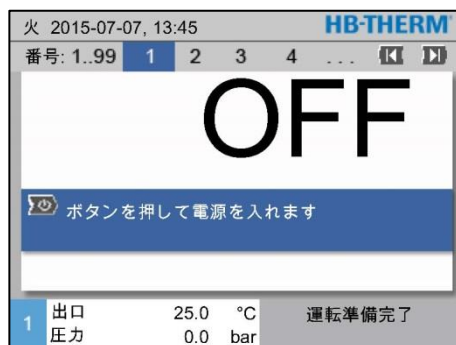 火 2015-07-07, 13:45 HB-THERM
番号: 1..99 1 2 3 4 ...
OFF
ボタンを押して電源を入れます
1 出口 25.0 °C 運転準備完了
圧力 0.0 bar